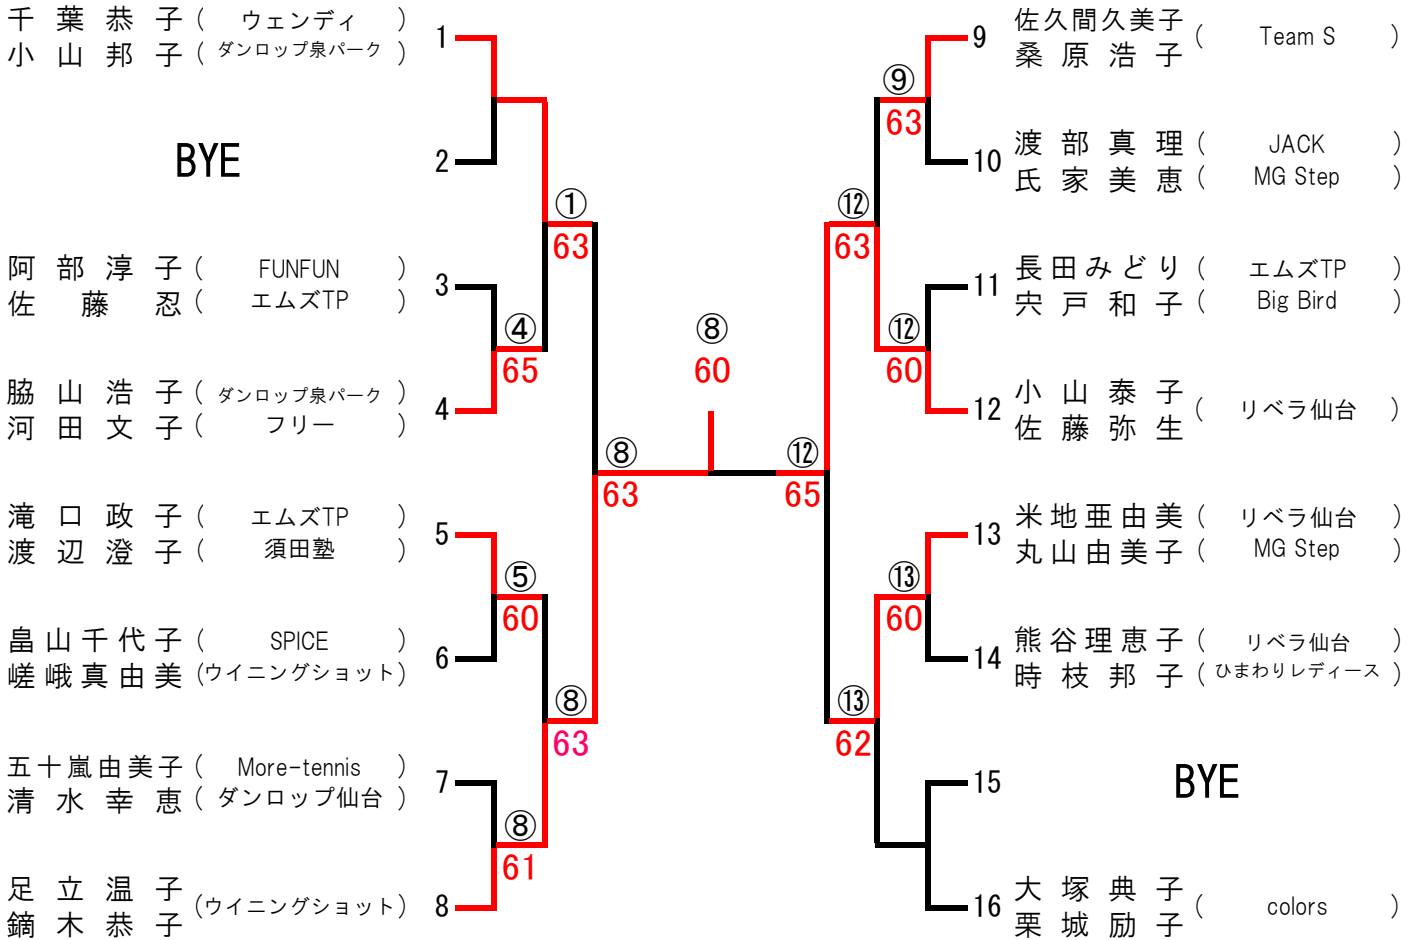 千葉恭子 ( ウェンディ )
小山邦子 ( ダンロップ泉パーク )
1
BYE
2
阿部淳子 ( FUNFUN )
佐藤忍 ( エムズTP )
3
脇山浩子 ( ダンロップ泉パーク )
河田文子 ( フリー )
4
滝口政子 ( エムズTP )
渡辺澄子 ( 須田塾 )
5
畠山千代子 ( SPICE )
嵯峨真由美 (ウイニングショット)
6
五十嵐由美子 ( More-tennis )
清水幸恵 ( ダンロップ仙台 )
7
足立温子
鏑木恭子
(ウイニングショット)
8
①
63
④
65
⑤
60
⑧
63
⑧
61
⑧
63
⑧
60
⑫
65
⑨
63
⑫
63
⑫
60
⑬
60
⑬
62
9
佐久間久美子
桑原浩子
( Team S )
10
渡部真理 ( JACK )
氏家美恵 ( MG Step )
11
長田みどり ( エムズTP )
宍戸和子 ( Big Bird )
12
小山泰子
佐藤弥生
( リベラ仙台 )
13
米地亜由美 ( リベラ仙台 )
丸山由美子 ( MG Step )
14
熊谷理恵子 ( リベラ仙台 )
時枝邦子 ( ひまわりレディース )
15
BYE
16
大塚典子
栗城励子
( colors )